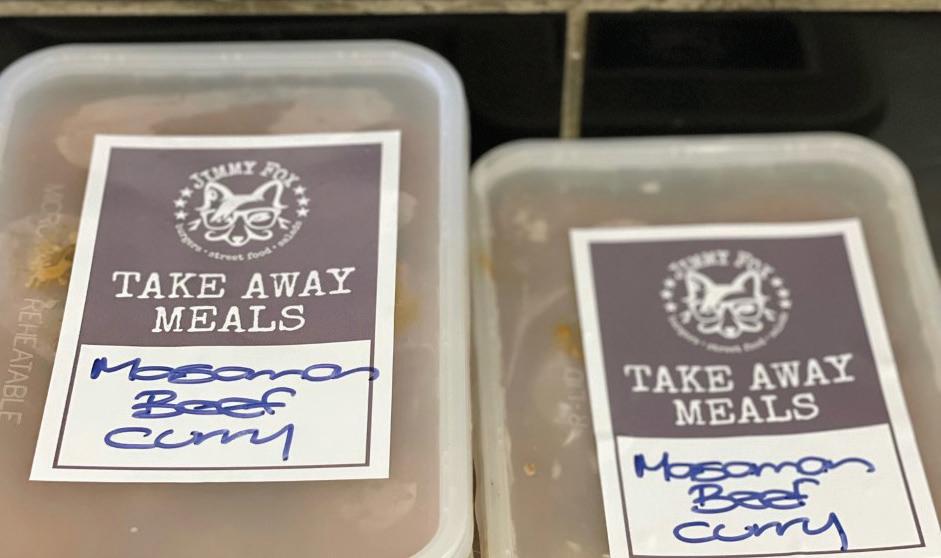 JIMMY FOX
burgers • street food • salads
TAKE AWAY
MEALS
Masaman
Beef
curry
REHEATABLE
JIMMY FOX
burgers • street food • salads
TAKE AWAY
MEALS
Masaman
Beef
curry